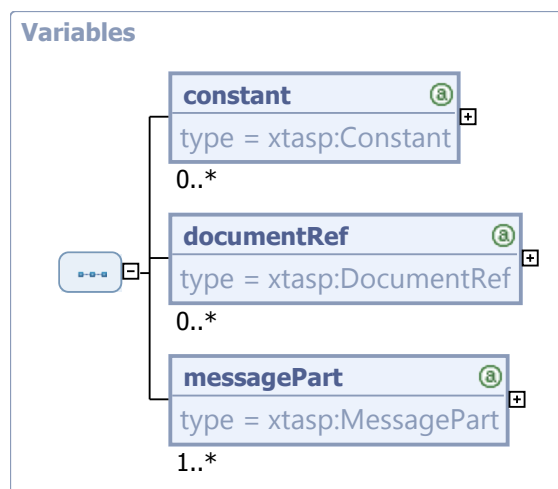 Variables
constant
type = xtasp:Constant
0..*
documentRef
type = xtasp:DocumentRef
0..*
messagePart
type = xtasp:MessagePart
1..*